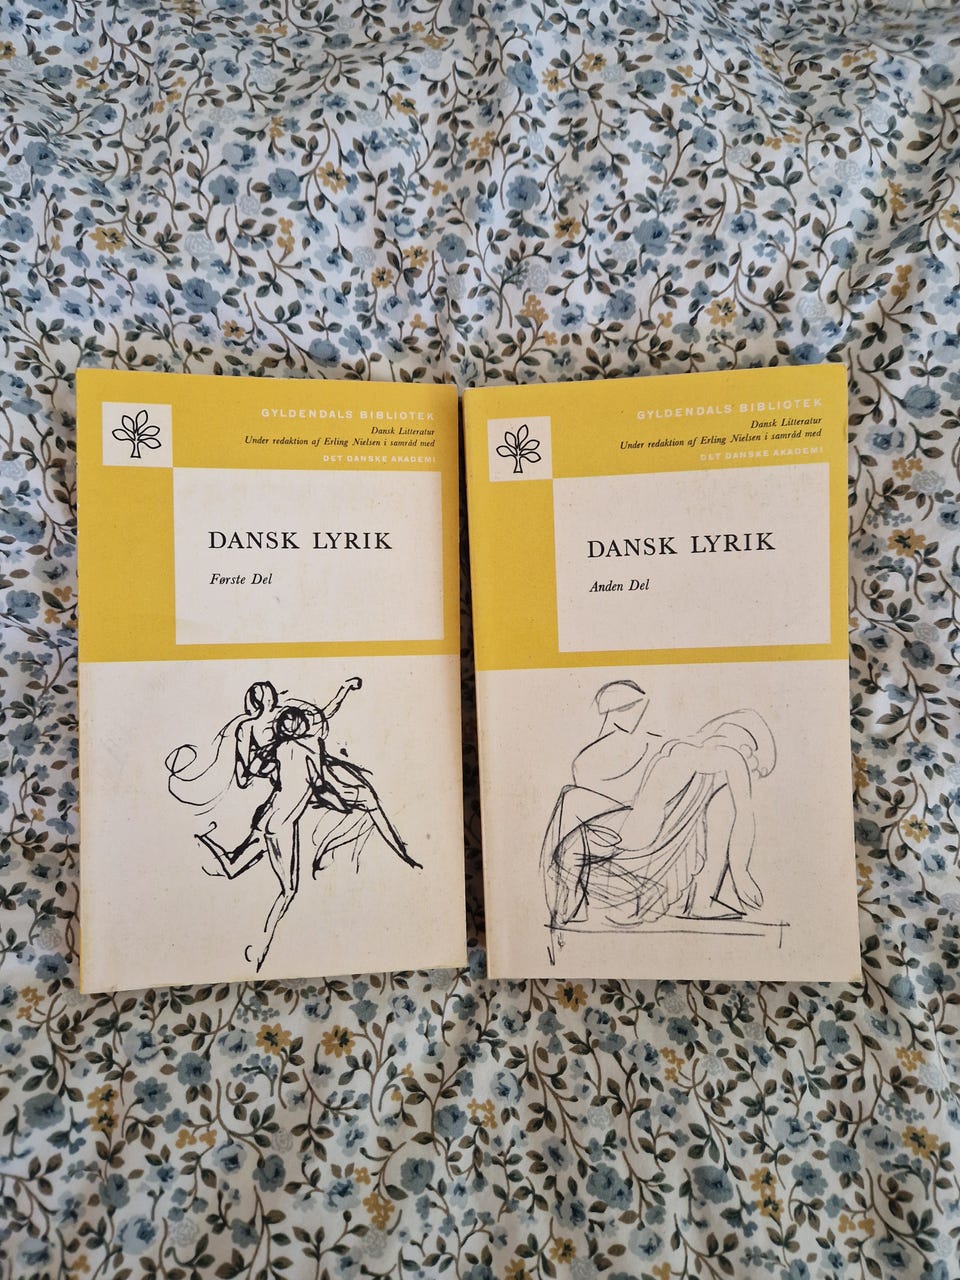 GYLDENDALS BIBLIOTEK
Dansk Litteratur
Under redaktion af Erling Nielsen i samråd med
DET DANSKE AKADEMI
DANSK LYRIK
Første Del
GYLDENDALS BIBLIOTEK
Dansk Litteratur
Under redaktion af Erling Nielsen i samråd med
DET DANSKE AKADEMI
DANSK LYRIK
Anden Del